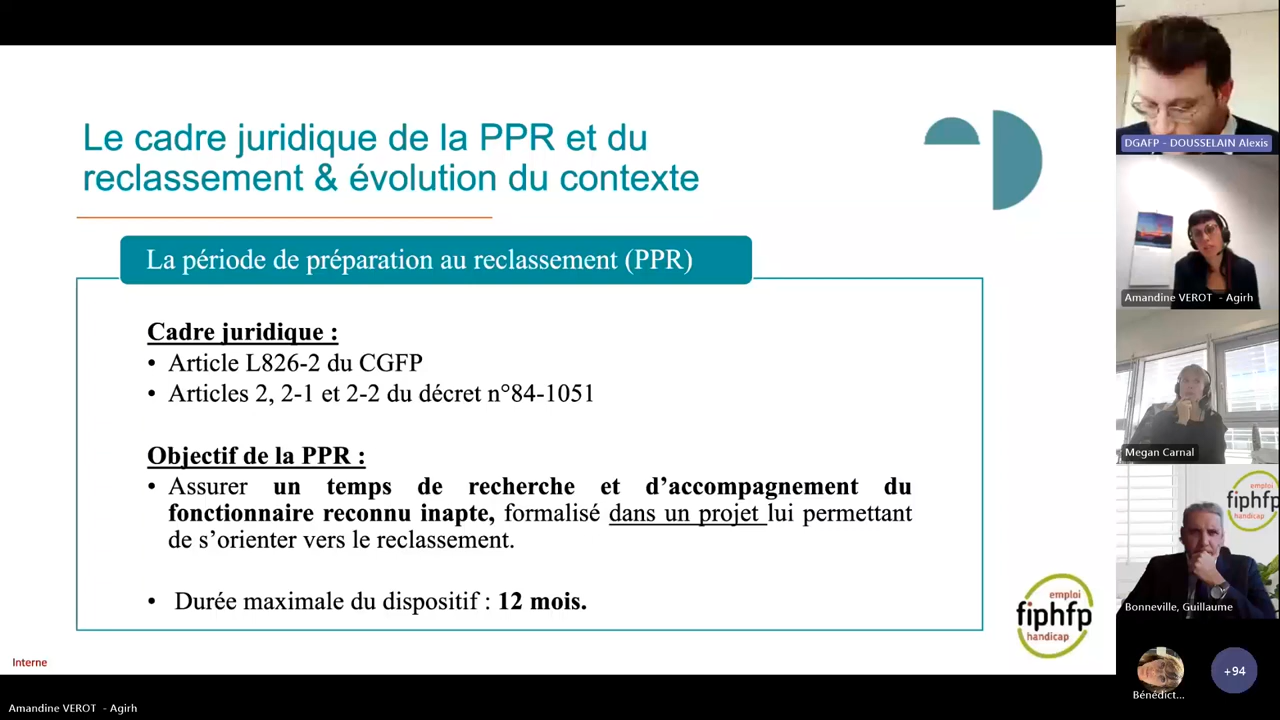 Le cadre juridique de la PPR et du
reclassement & évolution du contexte
La période de préparation au reclassement (PPR)
Cadre juridique :
• Article L826-2 du CGFP
• Articles 2, 2-1 et 2-2 du décret n°84-1051
Objectif de la PPR :
• Assurer un temps de recherche et d’accompagnement du
fonctionnaire reconnu inapte, formalisé dans un projet lui permettant
de s’orienter vers le reclassement.
• Durée maximale du dispositif : 12 mois.
emploi
fiphfp
handicap
Interne
Amandine VEROT - Agirh
DGAFP - DOUSSELAIN Alexis
Amandine VEROT - Agirh
Megan Carnal
emploi
fiphfp
handicap
Bonneville, Guillaume
Bénédict...
+94